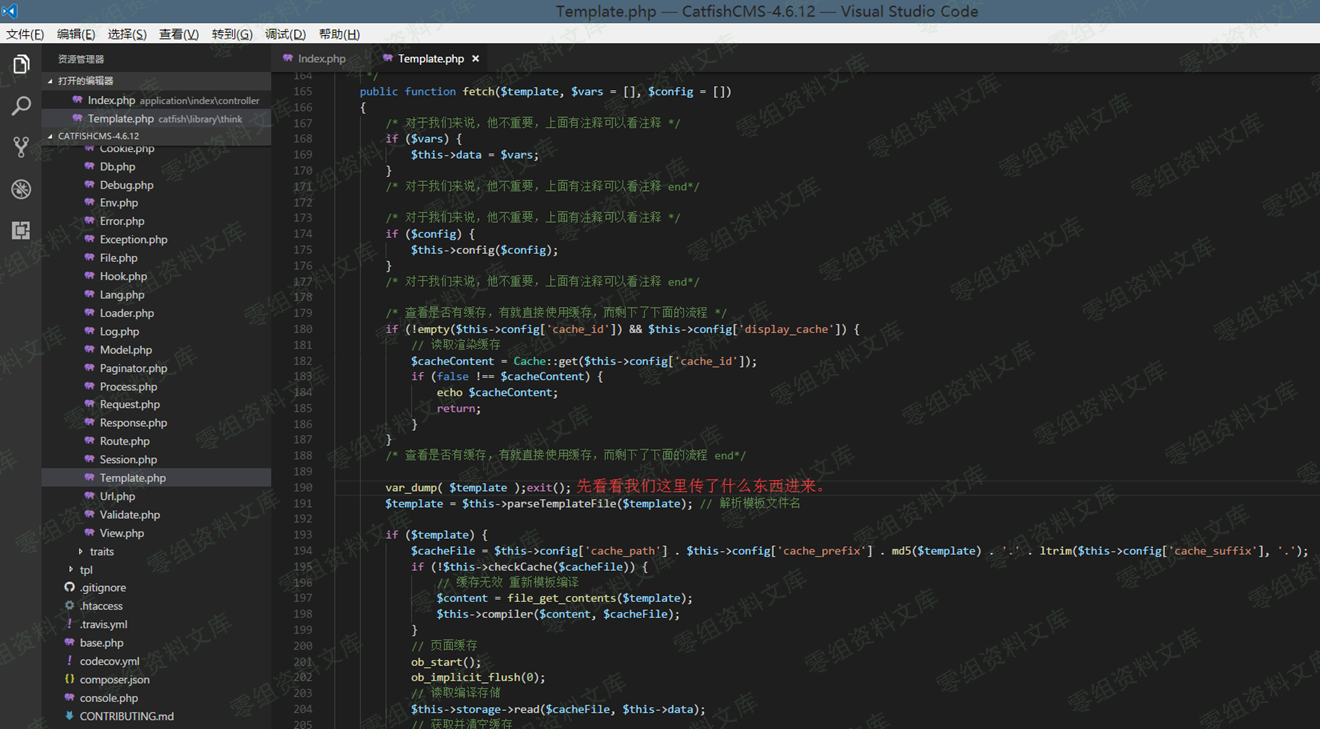 Template.php — CatfishCMS-4.6.12 — Visual Studio Code
文件(F) 编辑(E) 选择(S) 查看(V) 转到(G) 调试(D) 帮助(H)
资源管理器
打开的编辑器
Index.php application\index\controller
Template.php catfish\library\think
CATFISHCMS-4.6.12
Cookie.php
Db.php
Debug.php
Env.php
Error.php
Exception.php
File.php
Hook.php
Lang.php
Loader.php
Log.php
Model.php
Paginator.php
Process.php
Request.php
Response.php
Route.php
Session.php
Template.php
Url.php
Validate.php
View.php
traits
tpl
.gitignore
.htaccess
.travis.yml
base.php
codecov.yml
composer.json
console.php
CONTRIBUTING.md
Index.php Template.php ×
164 */
165 public function fetch($template, $vars = [], $config = [])
166 {
167 /* 对于我们来说，他不重要，上面有注释可以看注释 */
168 if ($vars) {
169 $this->data = $vars;
170 }
171 /* 对于我们来说，他不重要，上面有注释可以看注释 end*/
172
173 /* 对于我们来说，他不重要，上面有注释可以看注释 */
174 if ($config) {
175 $this->config($config);
176 }
177 /* 对于我们来说，他不重要，上面有注释可以看注释 end*/
178
179 /* 查看是否有缓存，有就直接使用缓存，而剩下了下面的流程 */
180 if (!empty($this->config['cache_id']) && $this->config['display_cache']) {
181 // 读取渲染缓存
182 $cacheContent = Cache::get($this->config['cache_id']);
183 if (false !== $cacheContent) {
184 echo $cacheContent;
185 return;
186 }
187 }
188 /* 查看是否有缓存，有就直接使用缓存，而剩下了下面的流程 end*/
189
190 var_dump( $template );exit(); 先看看我们这里传了什么东西进来。
191 $template = $this->parseTemplateFile($template); // 解析模板文件名
192
193 if ($template) {
194 $cacheFile = $this->config['cache_path'] . $this->config['cache_prefix'] . md5($template) . '.' . ltrim($this->config['cache_suffix'], '.');
195 if (!$this->checkCache($cacheFile)) {
196 // 缓存无效 重新模板编译
197 $content = file_get_contents($template);
198 $this->compiler($content, $cacheFile);
199 }
200 // 页面缓存
201 ob_start();
202 ob_implicit_flush(0);
203 // 读取编译存储
204 $this->storage->read($cacheFile, $this->data);
205 // 获取并清空缓存
零组资料文库